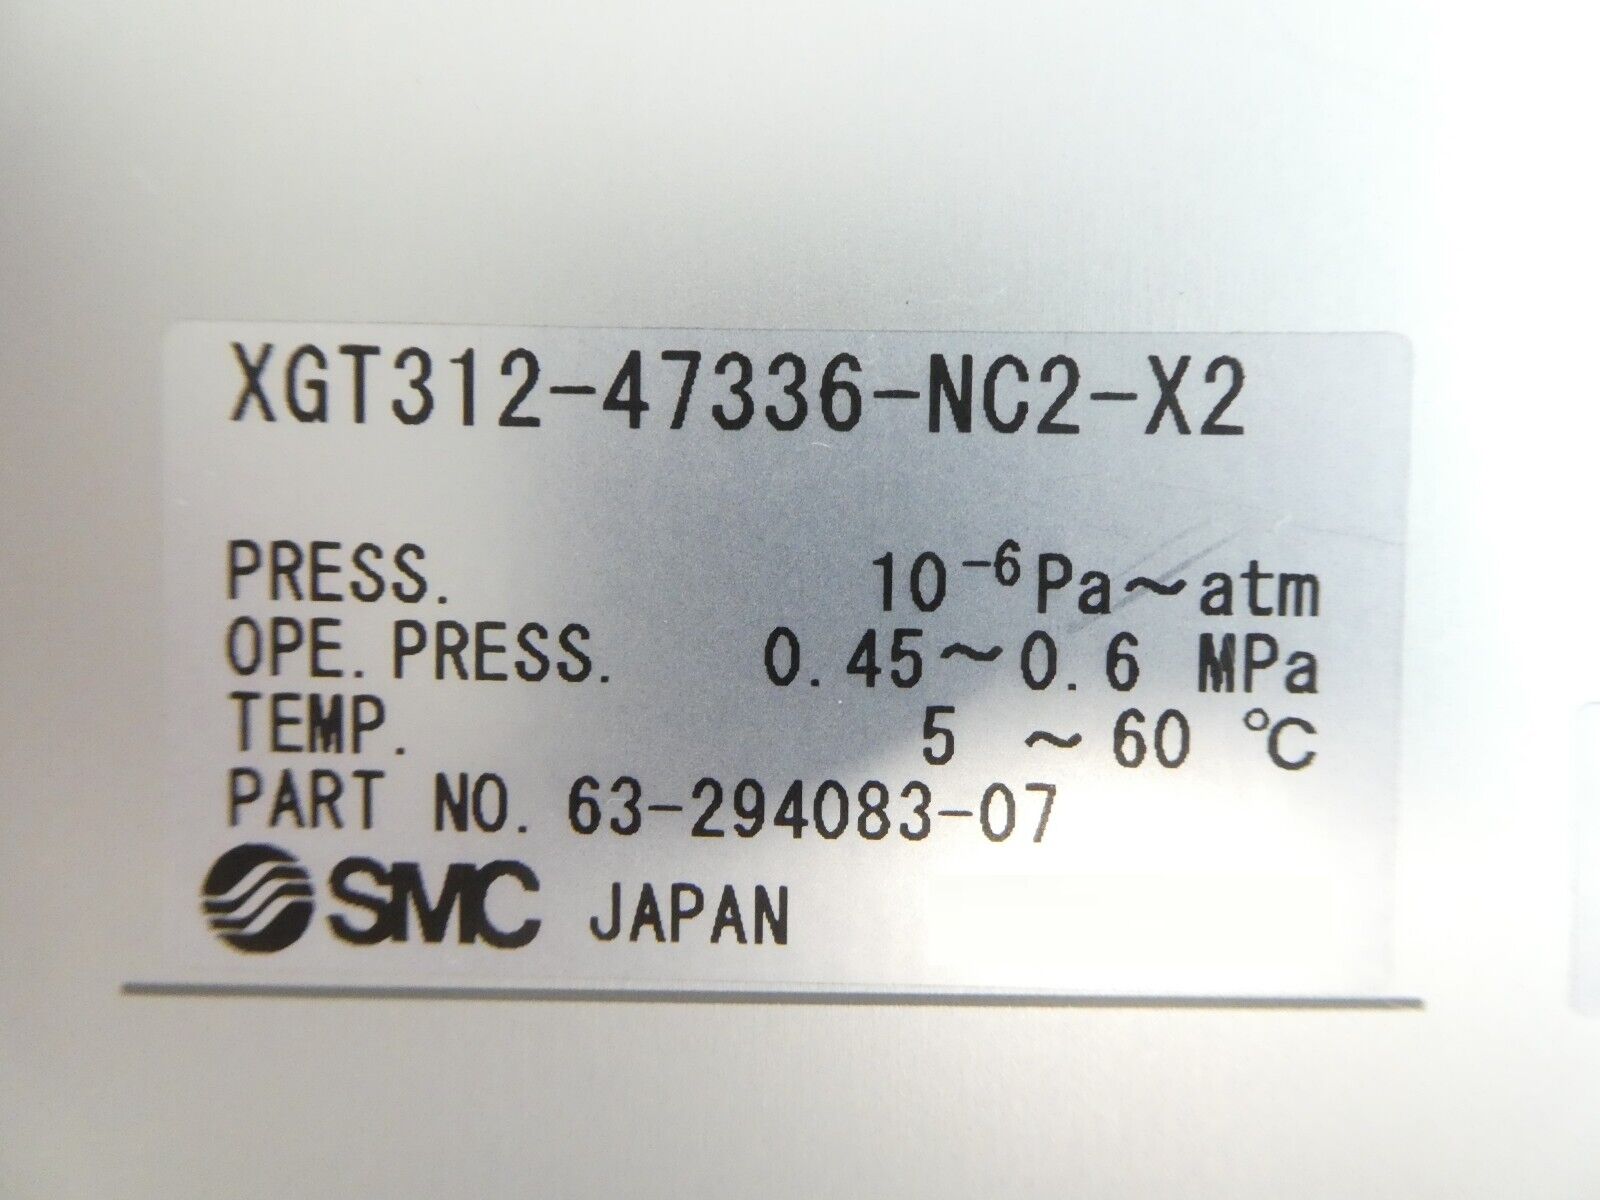 XGT312-47336-NC2-X2
PRESS. 10⁻⁶Pa～atm
OPE. PRESS. 0.45～0.6 MPa
TEMP. 5 ～60 ℃
PART NO. 63-294083-07
SMC JAPAN